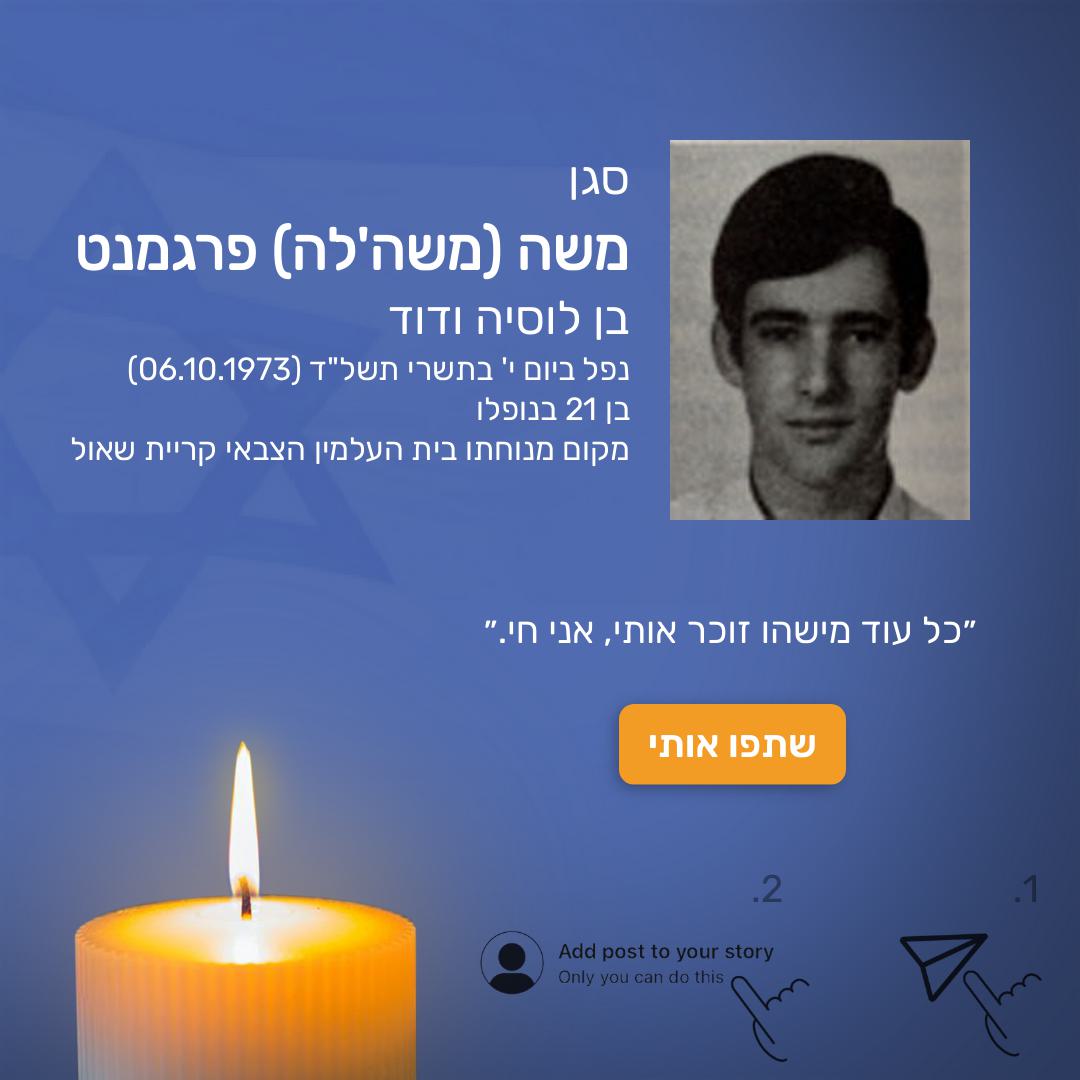 סגן
משה (משה'לה) פרגמנט
בן לוסיה ודוד
נפל ביום י' בתשרי תשל"ד (06.10.1973)
בן 21 בנופלו
מקום מנוחתו בית העלמין הצבאי קריית שאול
״כל עוד מישהו זוכר אותי, אני חי.״
שתפו אותי
1.
2.
Add post to your story
Only you can do this